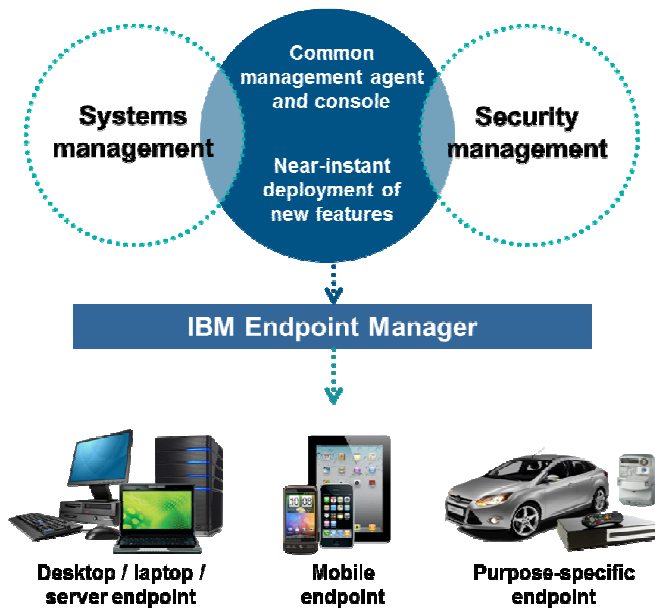 Common
management agent
and console
Systems
management
Security
management
Near-instant
deployment of
new features
IBM Endpoint Manager
Desktop / laptop /
server endpoint
Mobile
endpoint
Purpose-specific
endpoint